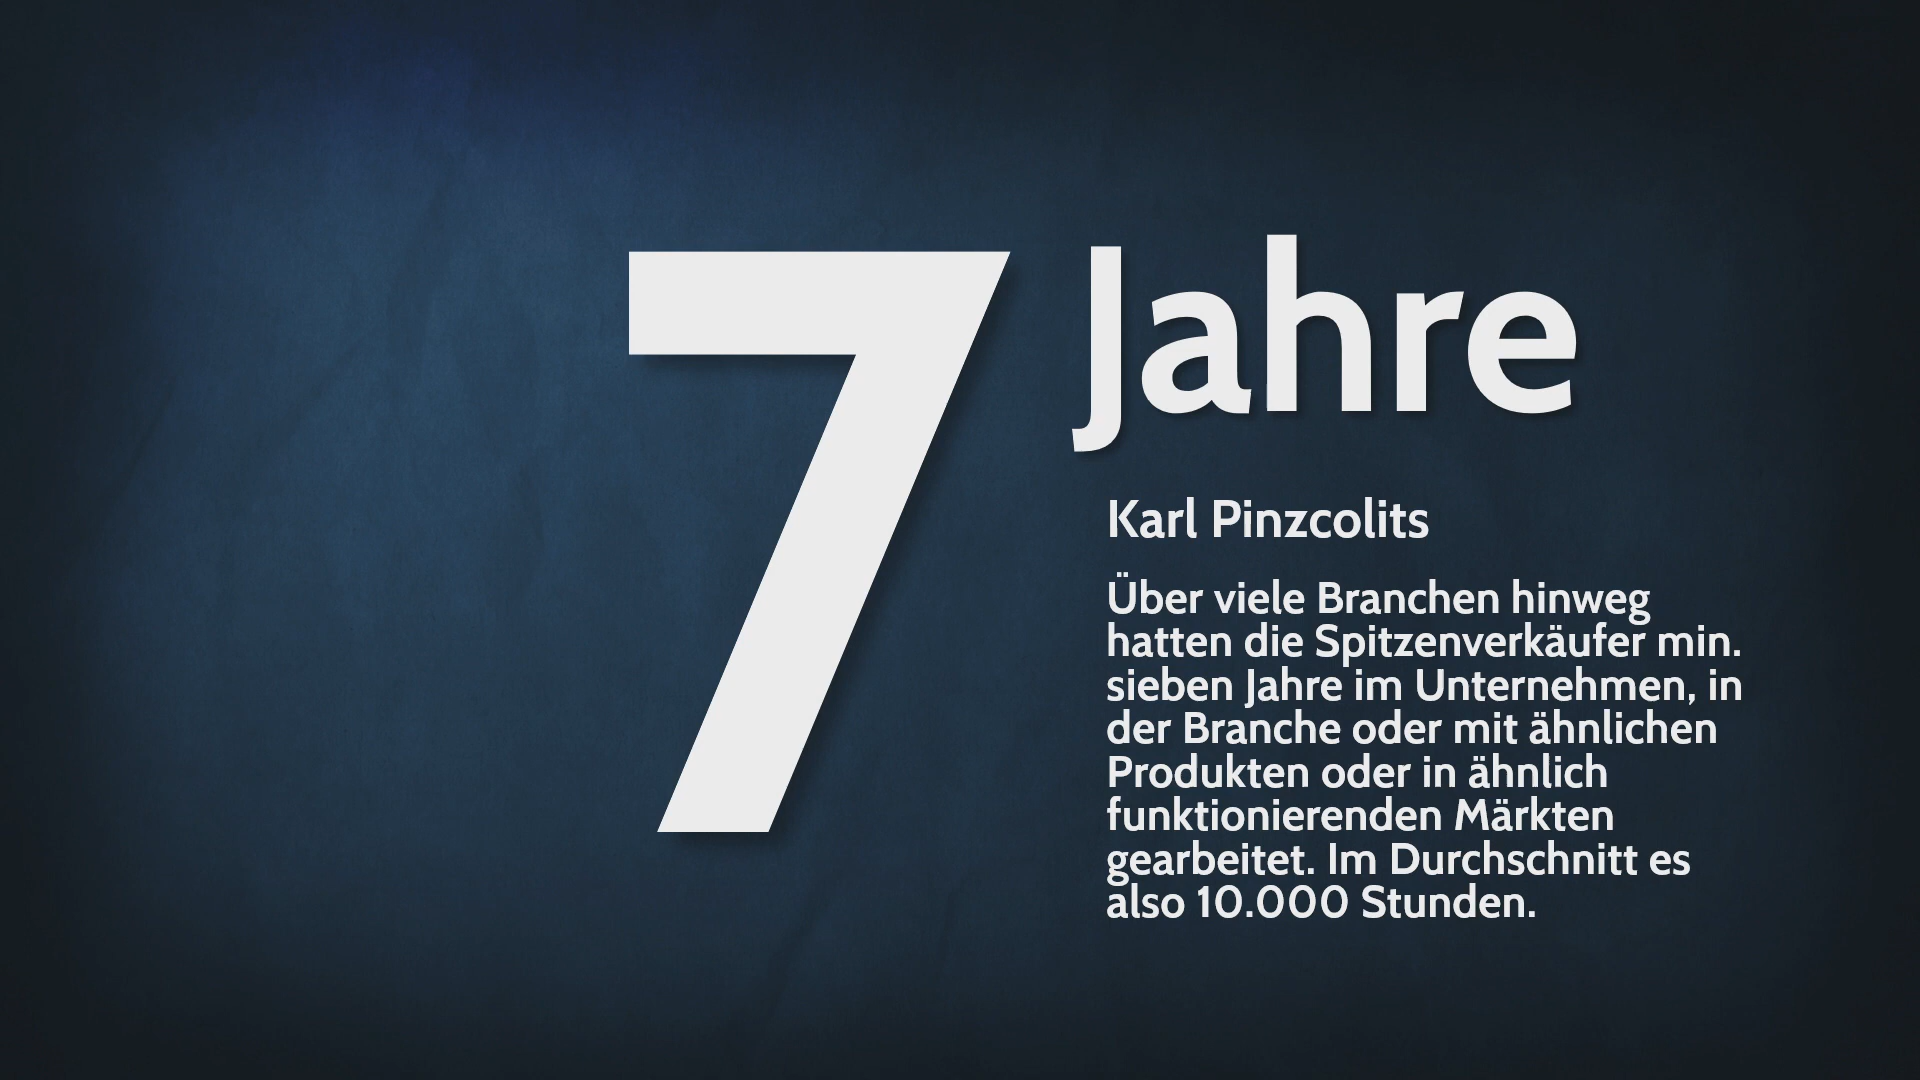 7 Jahre
Karl Pinzcolits
Über viele Branchen hinweg
hatten die Spitzenverkäufer min.
sieben Jahre im Unternehmen, in
der Branche oder mit ähnlichen
Produkten oder in ähnlich
funktionierenden Märkten
gearbeitet. Im Durchschnitt es
also 10.000 Stunden.